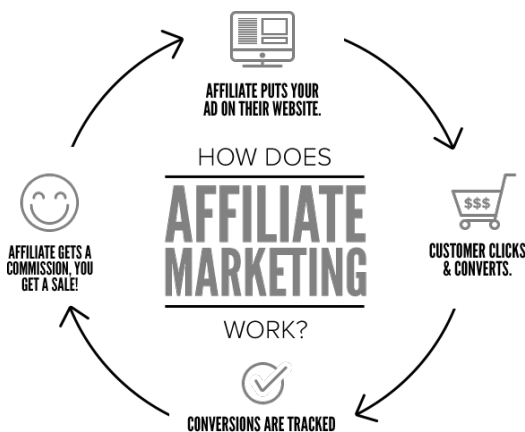 AFFILIATE PUTS YOUR
AD ON THEIR WEBSITE.
HOW DOES
AFFILIATE
MARKETING
WORK?
$$$
CUSTOMER CLICKS
& CONVERTS.
CONVERSIONS ARE TRACKED
AFFILIATE GETS A
COMMISSION, YOU
GET A SALE!